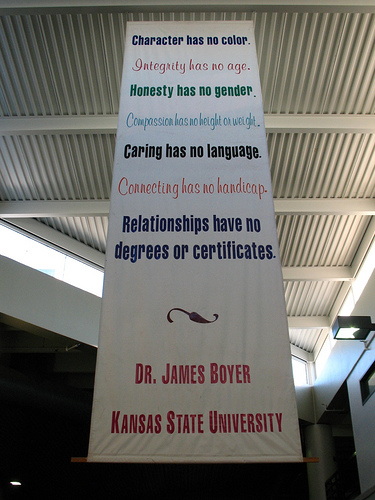 Character has no color.
Integrity has no age.
Honesty has no gender.
Compassion has no height or weight.
Caring has no language.
Connecting has no handicap.
Relationships have no
degrees or certificates.
DR. JAMES BOYER
KANSAS STATE UNIVERSITY